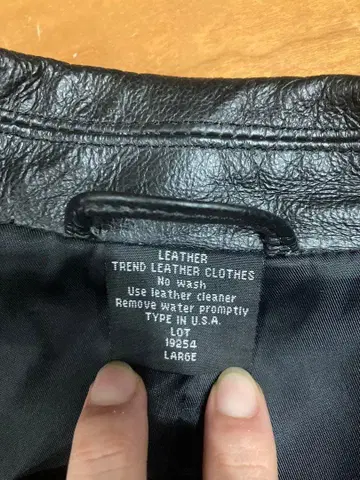 LEATHER
TREND LEATHER CLOTHES
No wash
Use leather cleaner
Remove water promptly
TYPE IN U.S.A.
LOT
19254
LARGE